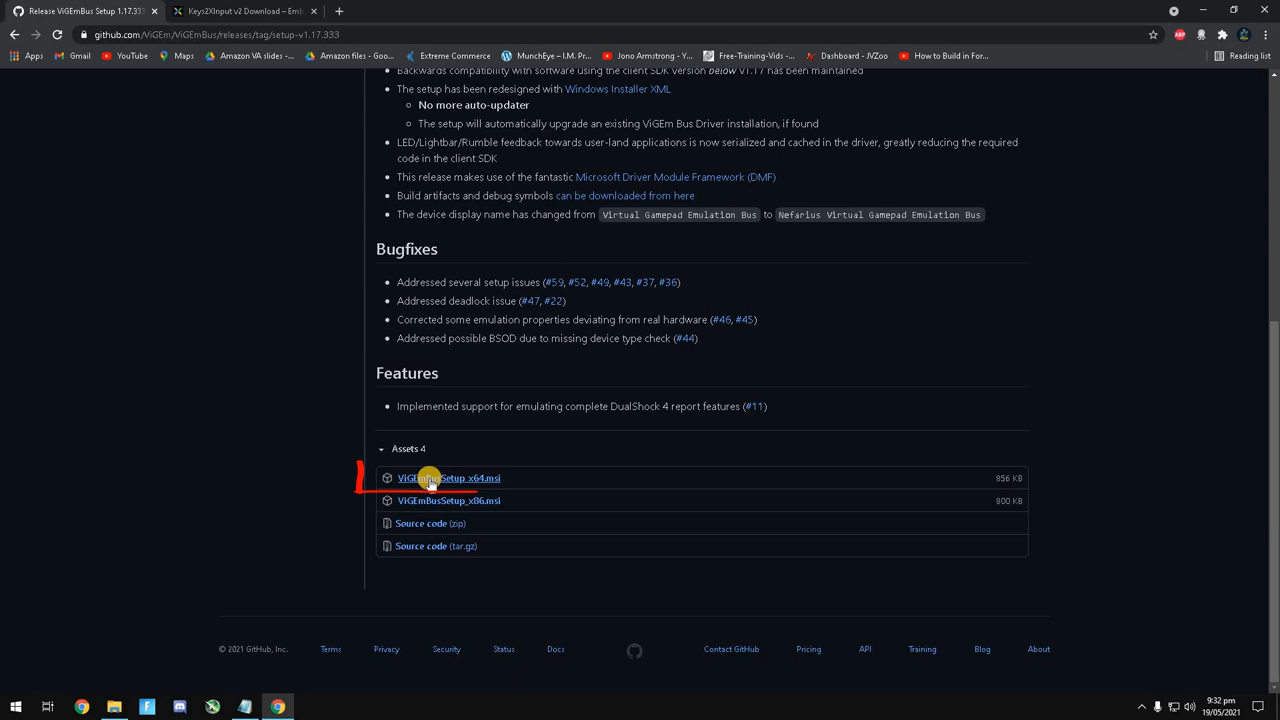 Release ViGEmBus Setup 1.17.333
Keys2XInput v2 Download – Emb
github.com/ViGEm/ViGEmBus/releases/tag/setup-v1.17.333
Apps
Gmail
YouTube
Maps
Amazon VA slides -...
Amazon files - Goo...
Extreme Commerce
MunchEye — I.M. Pr...
Jono Armstrong - Y...
Free-Training-Vids -...
Dashboard - JVZoo
How to Build in For...
Reading list
Backwards compatibility with software using the client SDK version below v1.17 has been maintained
The setup has been redesigned with Windows Installer XML
No more auto-updater
The setup will automatically upgrade an existing ViGEm Bus Driver installation, if found
LED/Lightbar/Rumble feedback towards user-land applications is now serialized and cached in the driver, greatly reducing the required
code in the client SDK
This release makes use of the fantastic Microsoft Driver Module Framework (DMF)
Build artifacts and debug symbols can be downloaded from here
The device display name has changed from Virtual Gamepad Emulation Bus to Nefarius Virtual Gamepad Emulation Bus
Bugfixes
Addressed several setup issues (#59, #52, #49, #43, #37, #36)
Addressed deadlock issue (#47, #22)
Corrected some emulation properties deviating from real hardware (#46, #45)
Addressed possible BSOD due to missing device type check (#44)
Features
Implemented support for emulating complete DualShock 4 report features (#11)
Assets 4
ViGEmBusSetup_x64.msi 856 KB
ViGEmBusSetup_x86.msi 800 KB
Source code (zip)
Source code (tar.gz)
© 2021 GitHub, Inc.
Terms
Privacy
Security
Status
Docs
Contact GitHub
Pricing
API
Training
Blog
About
9:32 pm
19/05/2021